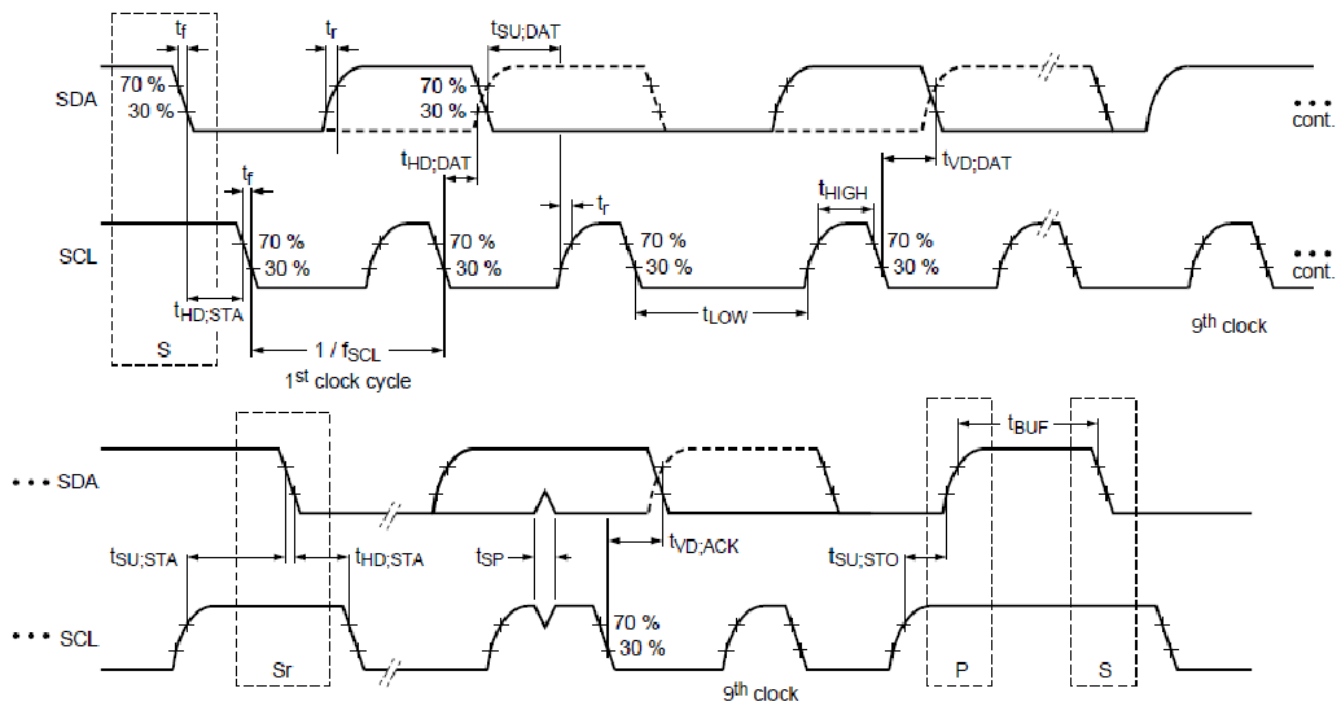 tf tr tSU;DAT
70 % 70 %
SDA
30 % 30 %
cont.
tHD;DAT tVD;DAT
tf tr tHIGH
70 % 70 % 70 % 70 %
SCL
30 % 30 % 30 % 30 %
cont.
tHD;STA tLOW
9th clock
S 1 / fSCL
1st clock cycle
tBUF
SDA
tSU;STA tHD;STA tSP tVD;ACK tSU;STO
70 %
SCL
30 %
Sr P S
9th clock